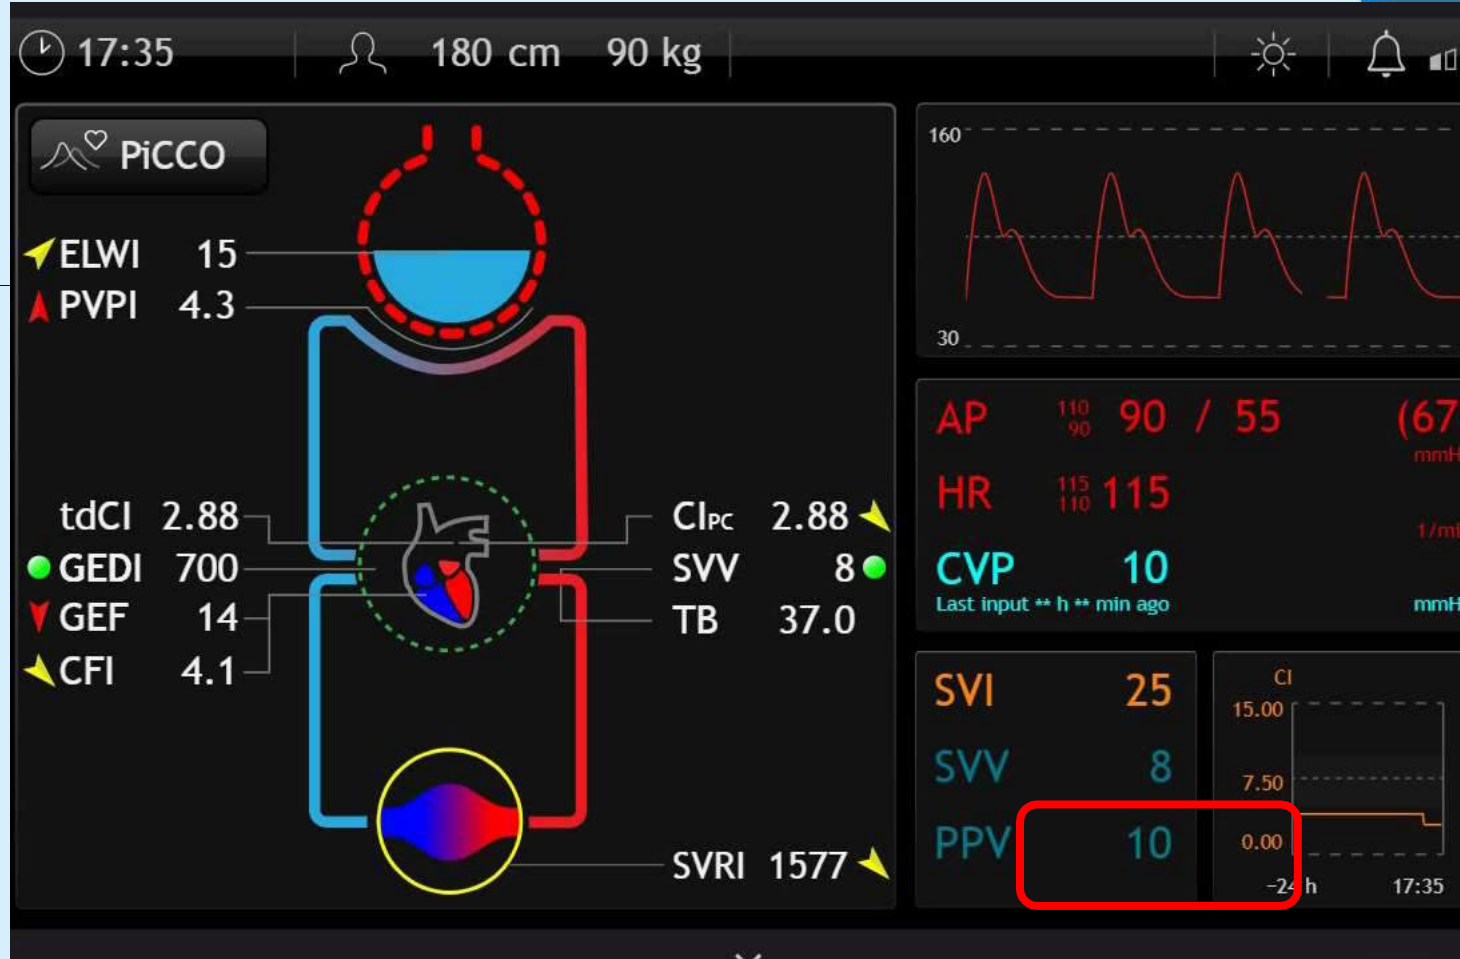 17:35 180 cm 90 kg
PiCCO
ELWI 15
PVPI 4.3
tdCI 2.88
GEDI 700
GEF 14
CFI 4.1
CIPC 2.88
SVV 8
TB 37.0
SVRI 1577
160
30
AP 110 90 90 / 55 (67
mmH
HR 115 110 115
1/mi
CVP 10
Last input ** h ** min ago mmH
SVI 25
SVV 8
PPV 10
CI
15.00
7.50
0.00
-24 h 17:35